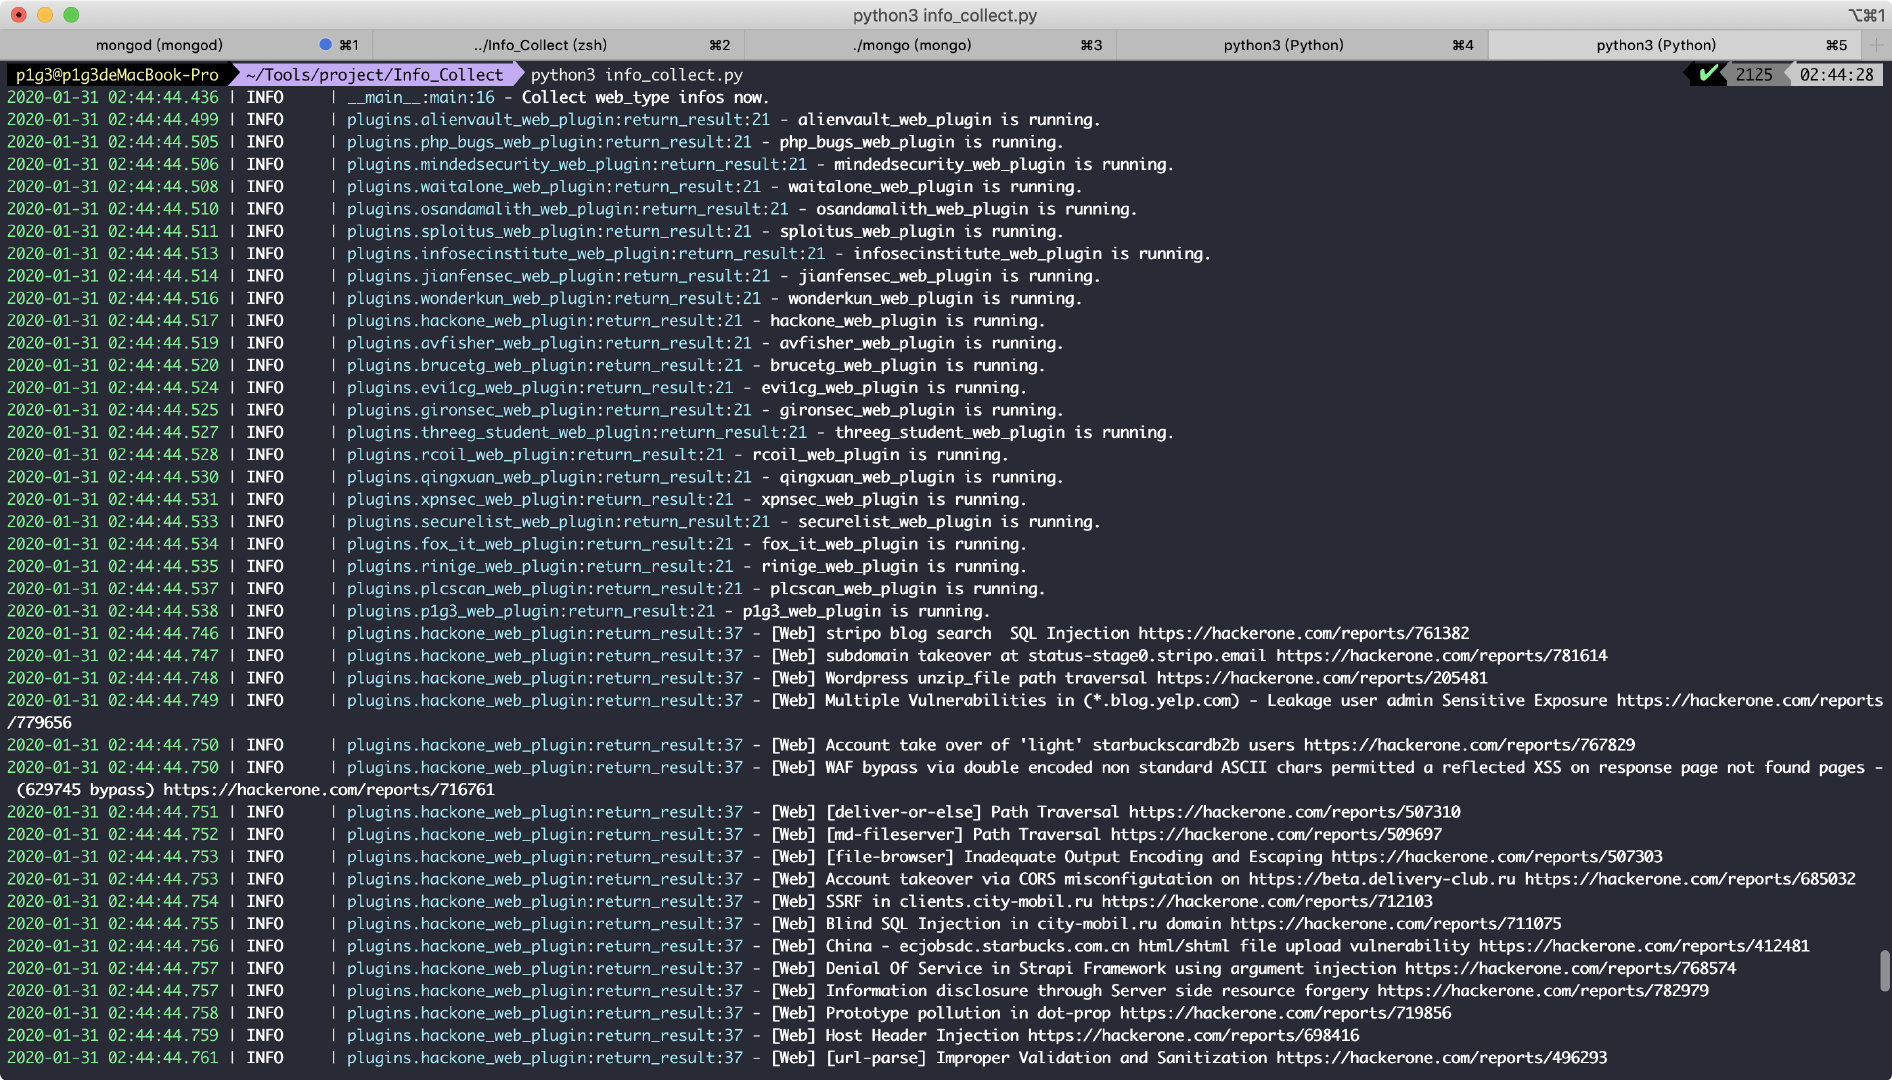 python3 info_collect.py
⌥⌘1
mongod (mongod) ⌘1 ../Info_Collect (zsh) ⌘2 ./mongo (mongo) ⌘3 python3 (Python) ⌘4 python3 (Python) ⌘5
p1g3@p1g3deMacBook-Pro ~/Tools/project/Info_Collect python3 info_collect.py ✔ 2125 02:44:28
2020-01-31 02:44:44.436 | INFO | __main__:main:16 - Collect web_type infos now.
2020-01-31 02:44:44.499 | INFO | plugins.alienvault_web_plugin:return_result:21 - alienvault_web_plugin is running.
2020-01-31 02:44:44.505 | INFO | plugins.php_bugs_web_plugin:return_result:21 - php_bugs_web_plugin is running.
2020-01-31 02:44:44.506 | INFO | plugins.mindedsecurity_web_plugin:return_result:21 - mindedsecurity_web_plugin is running.
2020-01-31 02:44:44.508 | INFO | plugins.waitalone_web_plugin:return_result:21 - waitalone_web_plugin is running.
2020-01-31 02:44:44.510 | INFO | plugins.osandamalith_web_plugin:return_result:21 - osandamalith_web_plugin is running.
2020-01-31 02:44:44.511 | INFO | plugins.sploitus_web_plugin:return_result:21 - sploitus_web_plugin is running.
2020-01-31 02:44:44.513 | INFO | plugins.infosecinstitute_web_plugin:return_result:21 - infosecinstitute_web_plugin is running.
2020-01-31 02:44:44.514 | INFO | plugins.jianfensec_web_plugin:return_result:21 - jianfensec_web_plugin is running.
2020-01-31 02:44:44.516 | INFO | plugins.wonderkun_web_plugin:return_result:21 - wonderkun_web_plugin is running.
2020-01-31 02:44:44.517 | INFO | plugins.hackone_web_plugin:return_result:21 - hackone_web_plugin is running.
2020-01-31 02:44:44.519 | INFO | plugins.avfisher_web_plugin:return_result:21 - avfisher_web_plugin is running.
2020-01-31 02:44:44.520 | INFO | plugins.brucetg_web_plugin:return_result:21 - brucetg_web_plugin is running.
2020-01-31 02:44:44.524 | INFO | plugins.evi1cg_web_plugin:return_result:21 - evi1cg_web_plugin is running.
2020-01-31 02:44:44.525 | INFO | plugins.gironsec_web_plugin:return_result:21 - gironsec_web_plugin is running.
2020-01-31 02:44:44.527 | INFO | plugins.threeg_student_web_plugin:return_result:21 - threeg_student_web_plugin is running.
2020-01-31 02:44:44.528 | INFO | plugins.rcoil_web_plugin:return_result:21 - rcoil_web_plugin is running.
2020-01-31 02:44:44.530 | INFO | plugins.qingxuan_web_plugin:return_result:21 - qingxuan_web_plugin is running.
2020-01-31 02:44:44.531 | INFO | plugins.xpnsec_web_plugin:return_result:21 - xpnsec_web_plugin is running.
2020-01-31 02:44:44.533 | INFO | plugins.securelist_web_plugin:return_result:21 - securelist_web_plugin is running.
2020-01-31 02:44:44.534 | INFO | plugins.fox_it_web_plugin:return_result:21 - fox_it_web_plugin is running.
2020-01-31 02:44:44.535 | INFO | plugins.rinige_web_plugin:return_result:21 - rinige_web_plugin is running.
2020-01-31 02:44:44.537 | INFO | plugins.plcscan_web_plugin:return_result:21 - plcscan_web_plugin is running.
2020-01-31 02:44:44.538 | INFO | plugins.p1g3_web_plugin:return_result:21 - p1g3_web_plugin is running.
2020-01-31 02:44:44.746 | INFO | plugins.hackone_web_plugin:return_result:37 - [Web] stripo blog search  SQL Injection https://hackerone.com/reports/761382
2020-01-31 02:44:44.747 | INFO | plugins.hackone_web_plugin:return_result:37 - [Web] subdomain takeover at status-stage0.stripo.email https://hackerone.com/reports/781614
2020-01-31 02:44:44.748 | INFO | plugins.hackone_web_plugin:return_result:37 - [Web] Wordpress unzip_file path traversal https://hackerone.com/reports/205481
2020-01-31 02:44:44.749 | INFO | plugins.hackone_web_plugin:return_result:37 - [Web] Multiple Vulnerabilities in (*.blog.yelp.com) - Leakage user admin Sensitive Exposure https://hackerone.com/reports
/779656
2020-01-31 02:44:44.750 | INFO | plugins.hackone_web_plugin:return_result:37 - [Web] Account take over of 'light' starbuckscardb2b users https://hackerone.com/reports/767829
2020-01-31 02:44:44.750 | INFO | plugins.hackone_web_plugin:return_result:37 - [Web] WAF bypass via double encoded non standard ASCII chars permitted a reflected XSS on response page not found pages -
(629745 bypass) https://hackerone.com/reports/716761
2020-01-31 02:44:44.751 | INFO | plugins.hackone_web_plugin:return_result:37 - [Web] [deliver-or-else] Path Traversal https://hackerone.com/reports/507310
2020-01-31 02:44:44.752 | INFO | plugins.hackone_web_plugin:return_result:37 - [Web] [md-fileserver] Path Traversal https://hackerone.com/reports/509697
2020-01-31 02:44:44.753 | INFO | plugins.hackone_web_plugin:return_result:37 - [Web] [file-browser] Inadequate Output Encoding and Escaping https://hackerone.com/reports/507303
2020-01-31 02:44:44.753 | INFO | plugins.hackone_web_plugin:return_result:37 - [Web] Account takeover via CORS misconfigutation on https://beta.delivery-club.ru https://hackerone.com/reports/685032
2020-01-31 02:44:44.754 | INFO | plugins.hackone_web_plugin:return_result:37 - [Web] SSRF in clients.city-mobil.ru https://hackerone.com/reports/712103
2020-01-31 02:44:44.755 | INFO | plugins.hackone_web_plugin:return_result:37 - [Web] Blind SQL Injection in city-mobil.ru domain https://hackerone.com/reports/711075
2020-01-31 02:44:44.756 | INFO | plugins.hackone_web_plugin:return_result:37 - [Web] China - ecjobsdc.starbucks.com.cn html/shtml file upload vulnerability https://hackerone.com/reports/412481
2020-01-31 02:44:44.757 | INFO | plugins.hackone_web_plugin:return_result:37 - [Web] Denial Of Service in Strapi Framework using argument injection https://hackerone.com/reports/768574
2020-01-31 02:44:44.757 | INFO | plugins.hackone_web_plugin:return_result:37 - [Web] Information disclosure through Server side resource forgery https://hackerone.com/reports/782979
2020-01-31 02:44:44.758 | INFO | plugins.hackone_web_plugin:return_result:37 - [Web] Prototype pollution in dot-prop https://hackerone.com/reports/719856
2020-01-31 02:44:44.759 | INFO | plugins.hackone_web_plugin:return_result:37 - [Web] Host Header Injection https://hackerone.com/reports/698416
2020-01-31 02:44:44.761 | INFO | plugins.hackone_web_plugin:return_result:37 - [Web] [url-parse] Improper Validation and Sanitization https://hackerone.com/reports/496293